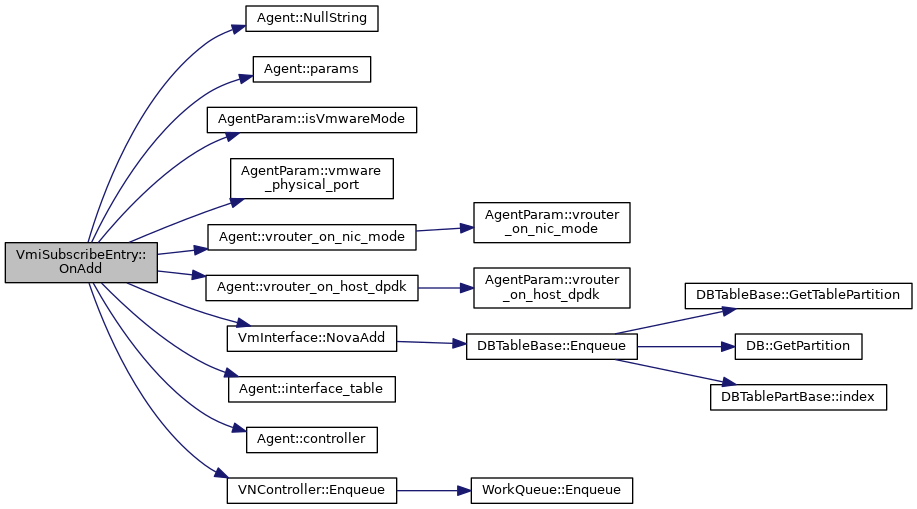 VmiSubscribeEntry::
OnAdd
Agent::NullString
Agent::params
AgentParam::isVmwareMode
AgentParam::vmware
_physical_port
Agent::vrouter_on_nic_mode
AgentParam::vrouter
_on_nic_mode
Agent::vrouter_on_host_dpdk
AgentParam::vrouter
_on_host_dpdk
VmInterface::NovaAdd
DBTableBase::Enqueue
DBTableBase::GetTablePartition
DB::GetPartition
DBTablePartBase::index
Agent::interface_table
Agent::controller
VNController::Enqueue
WorkQueue::Enqueue